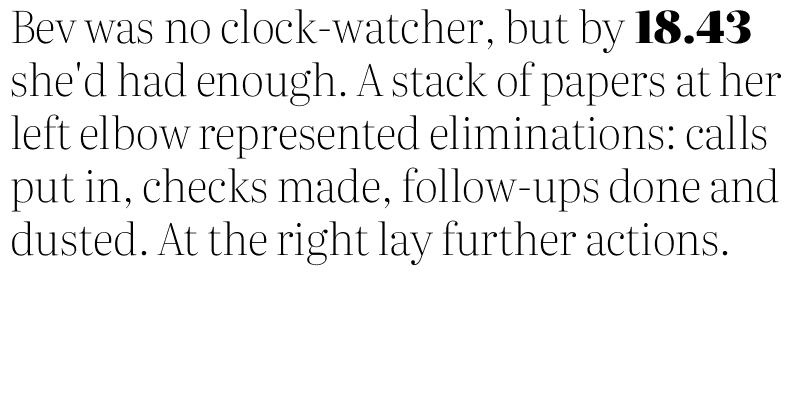 Bev was no clock-watcher, but by 18.43
she'd had enough. A stack of papers at her
left elbow represented eliminations: calls
put in, checks made, follow-ups done and
dusted. At the right lay further actions.